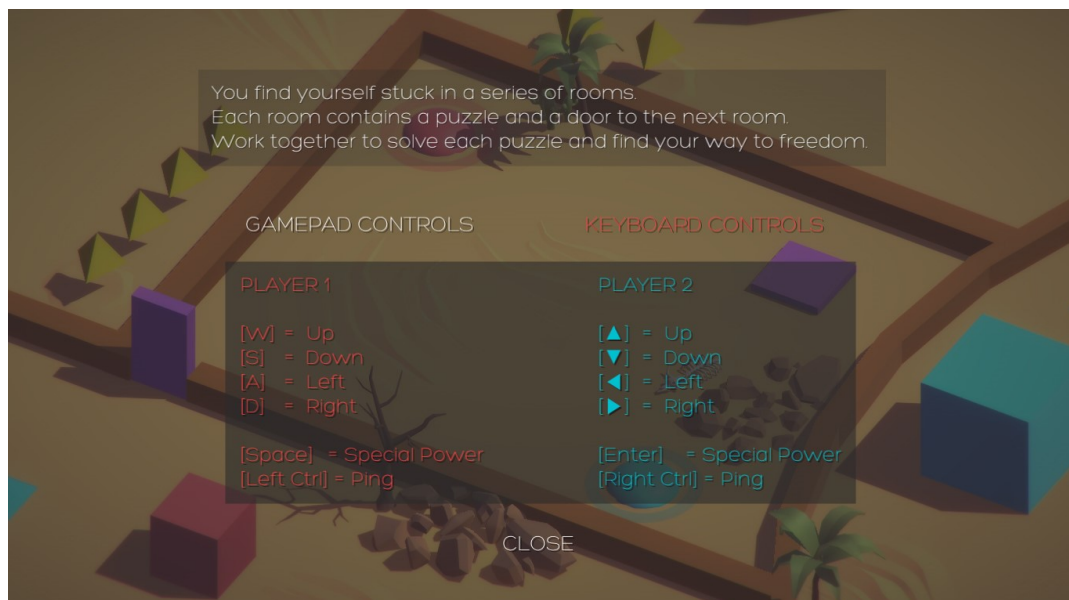 You find yourself stuck in a series of rooms.
Each room contains a puzzle and a door to the next room.
Work together to solve each puzzle and find your way to freedom.
GAMEPAD CONTROLS
KEYBOARD CONTROLS
PLAYER 1
[W] = Up
[S] = Down
[A] = Left
[D] = Right
[Space] = Special Power
[Left Ctrl] = Ping
PLAYER 2
[▲] = Up
[▼] = Down
[◀] = Left
[▶] = Right
[Enter] = Special Power
[Right Ctrl] = Ping
CLOSE